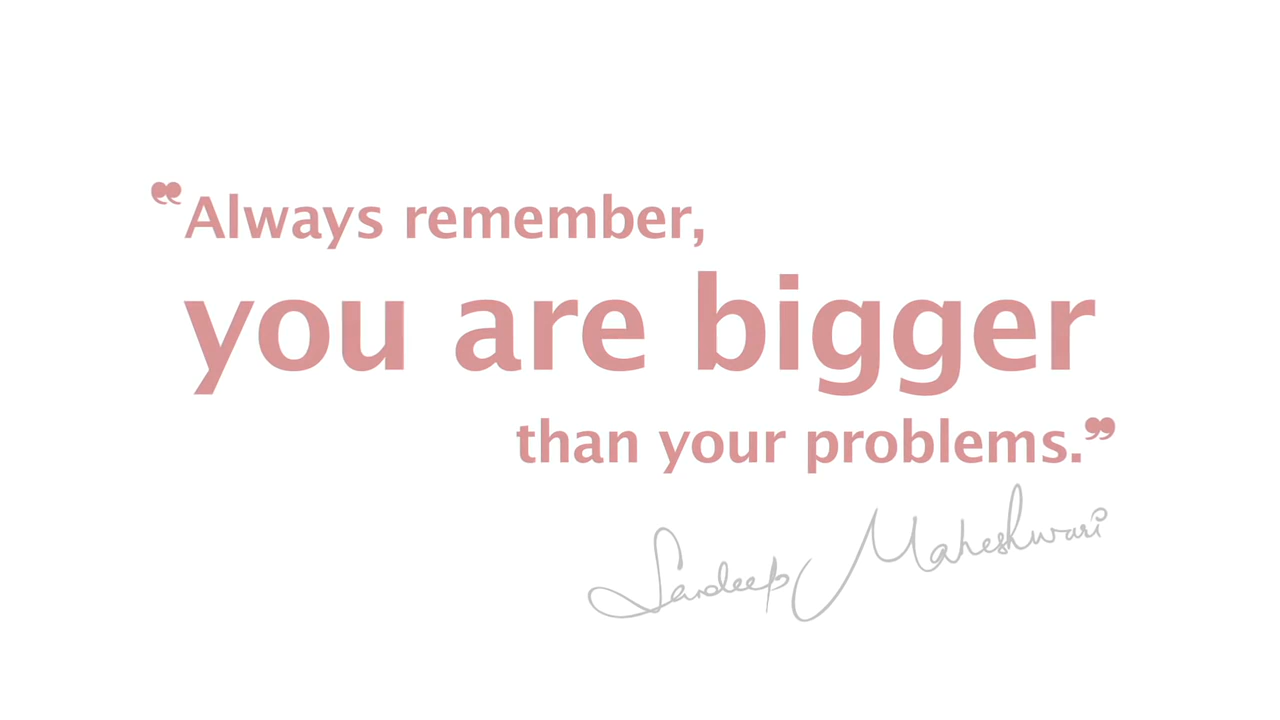 ❝Always remember,
you are bigger
than your problems.❞
Sandeep Maheshwari